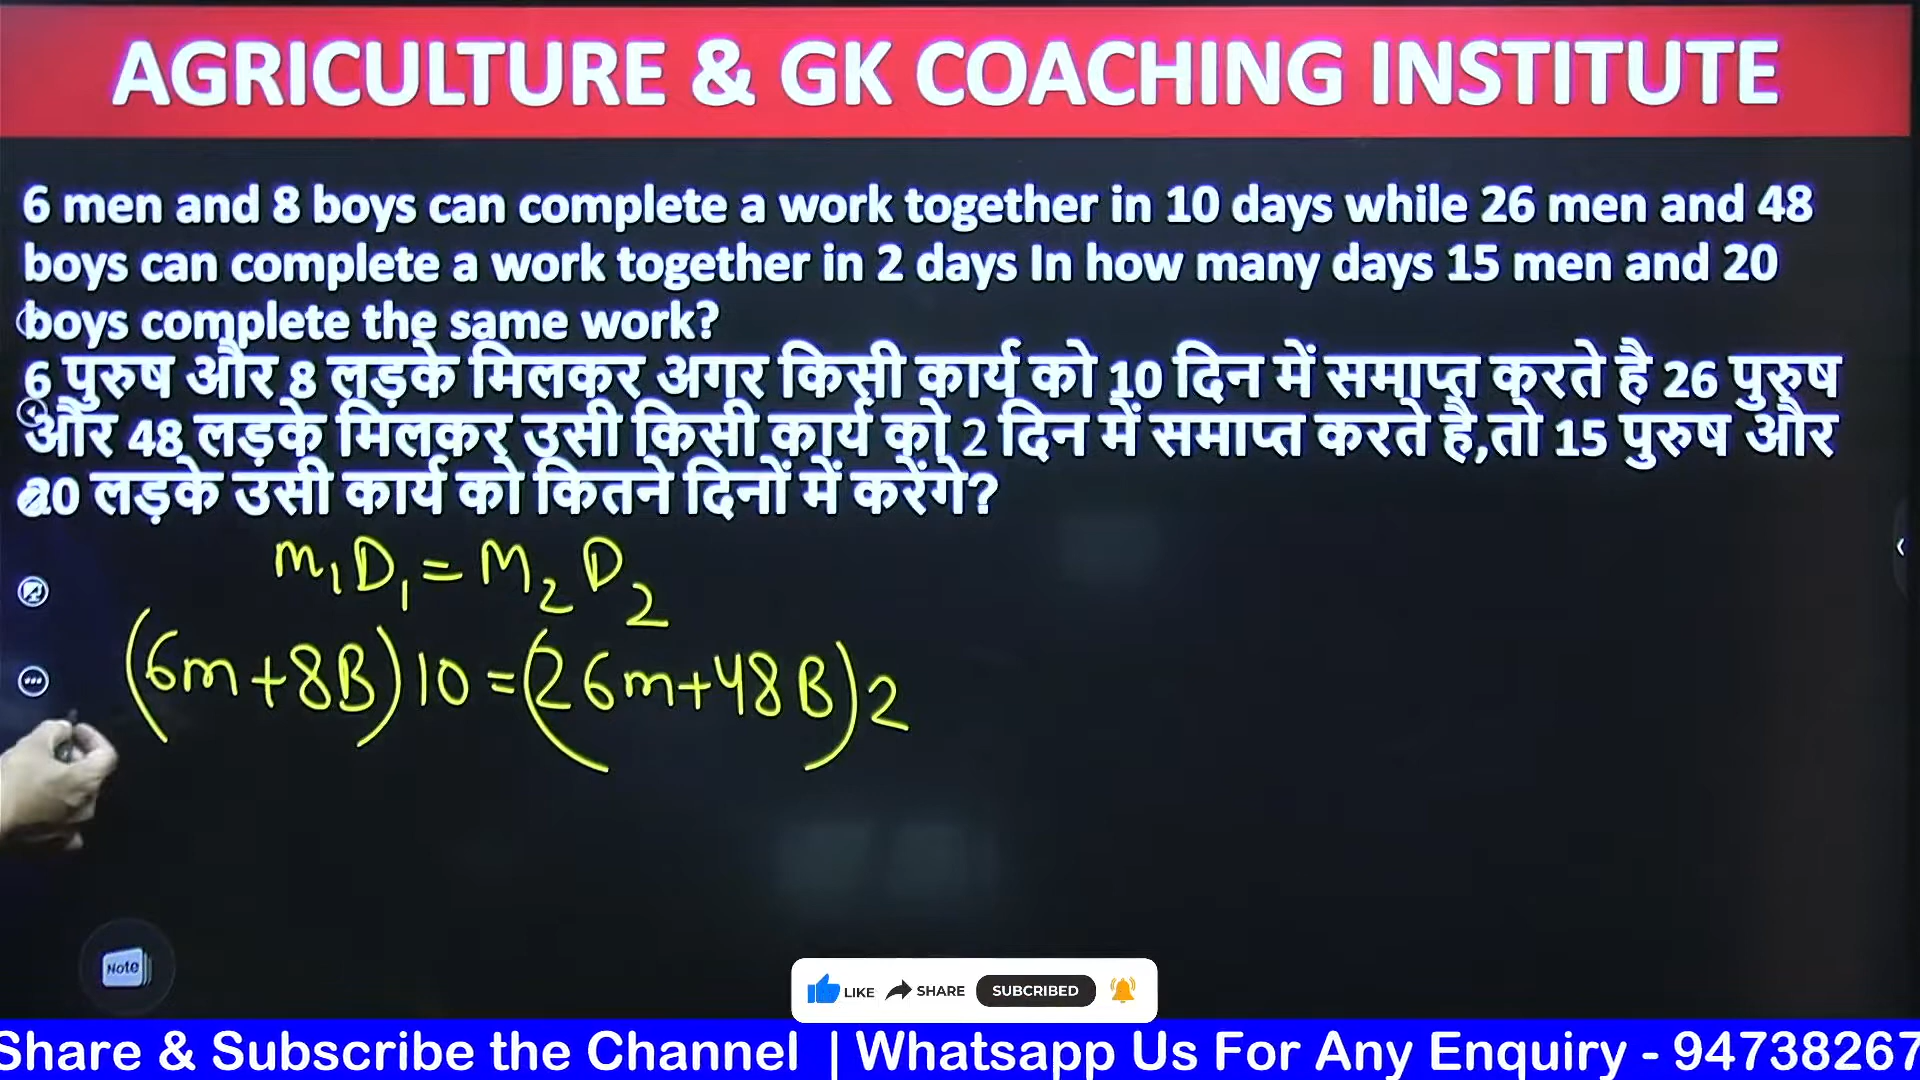 AGRICULTURE & GK COACHING INSTITUTE
6 men and 8 boys can complete a work together in 10 days while 26 men and 48
boys can complete a work together in 2 days In how many days 15 men and 20
boys complete the same work?
6 पुरुष और 8 लड़के मिलकर अगर किसी कार्य को 10 दिन में समाप्त करते है 26 पुरुष
और 48 लड़के मिलकर उसी किसी कार्य को 2 दिन में समाप्त करते है,तो 15 पुरुष और
20 लड़के उसी कार्य को कितने दिनों में करेंगे?
m₁D₁ = M₂ D₂
(6m+8B)10 = (26m+48B)2
Note
LIKE SHARE SUBCRIBED
Share & Subscribe the Channel | Whatsapp Us For Any Enquiry - 94738267